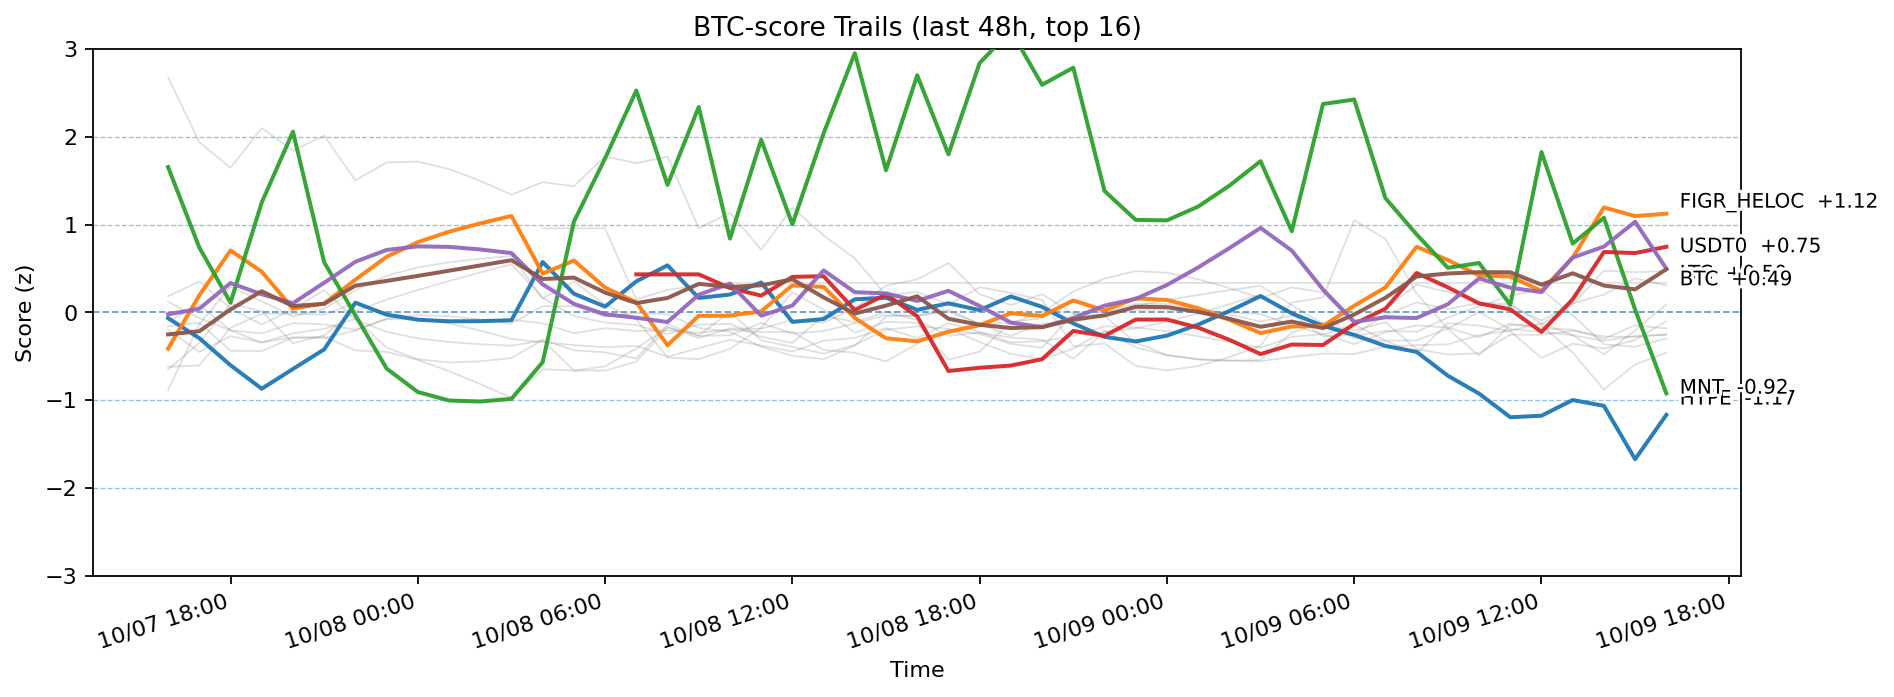 BTC-score Trails (last 48h, top 16)
Score (z)
3
2
1
0
−1
−2
−3
FIGR_HELOC +1.12
USDT0 +0.75
BTC +0.49
MNT -0.92
HYPE -1.17
10/07 18:00
10/08 00:00
10/08 06:00
10/08 12:00
10/08 18:00
10/09 00:00
10/09 06:00
10/09 12:00
10/09 18:00
Time